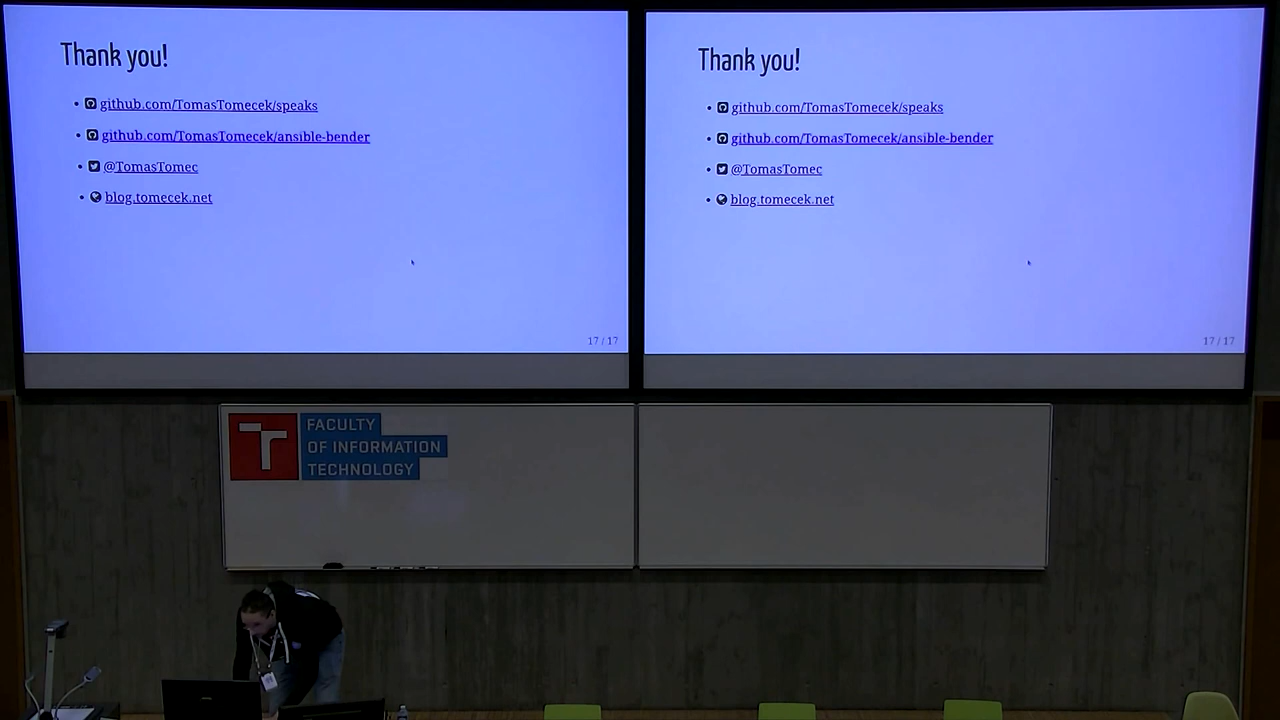 Thank you!
github.com/TomasTomecek/speaks
github.com/TomasTomecek/ansible-bender
@TomasTomec
blog.tomecek.net
17 / 17
Thank you!
github.com/TomasTomecek/speaks
github.com/TomasTomecek/ansible-bender
@TomasTomec
blog.tomecek.net
17 / 17
FACULTY
OF INFORMATION
TECHNOLOGY